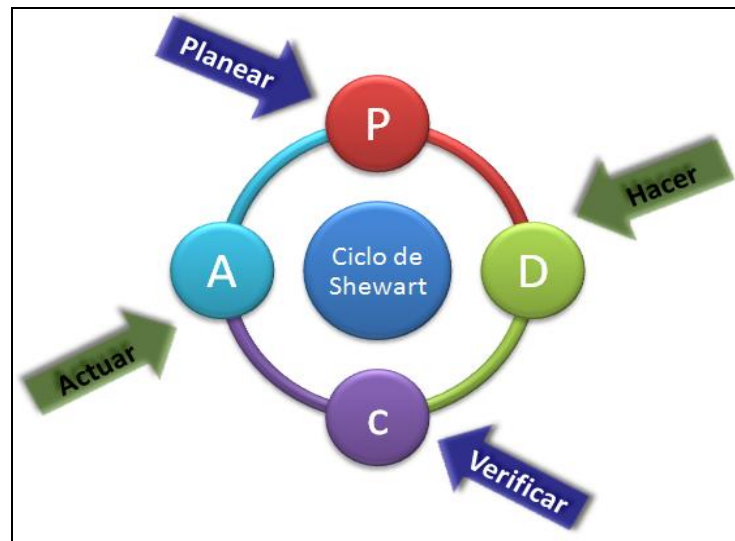 Planear
P
Hacer
A
Ciclo de
Shewart
D
Actuar
c
Verificar